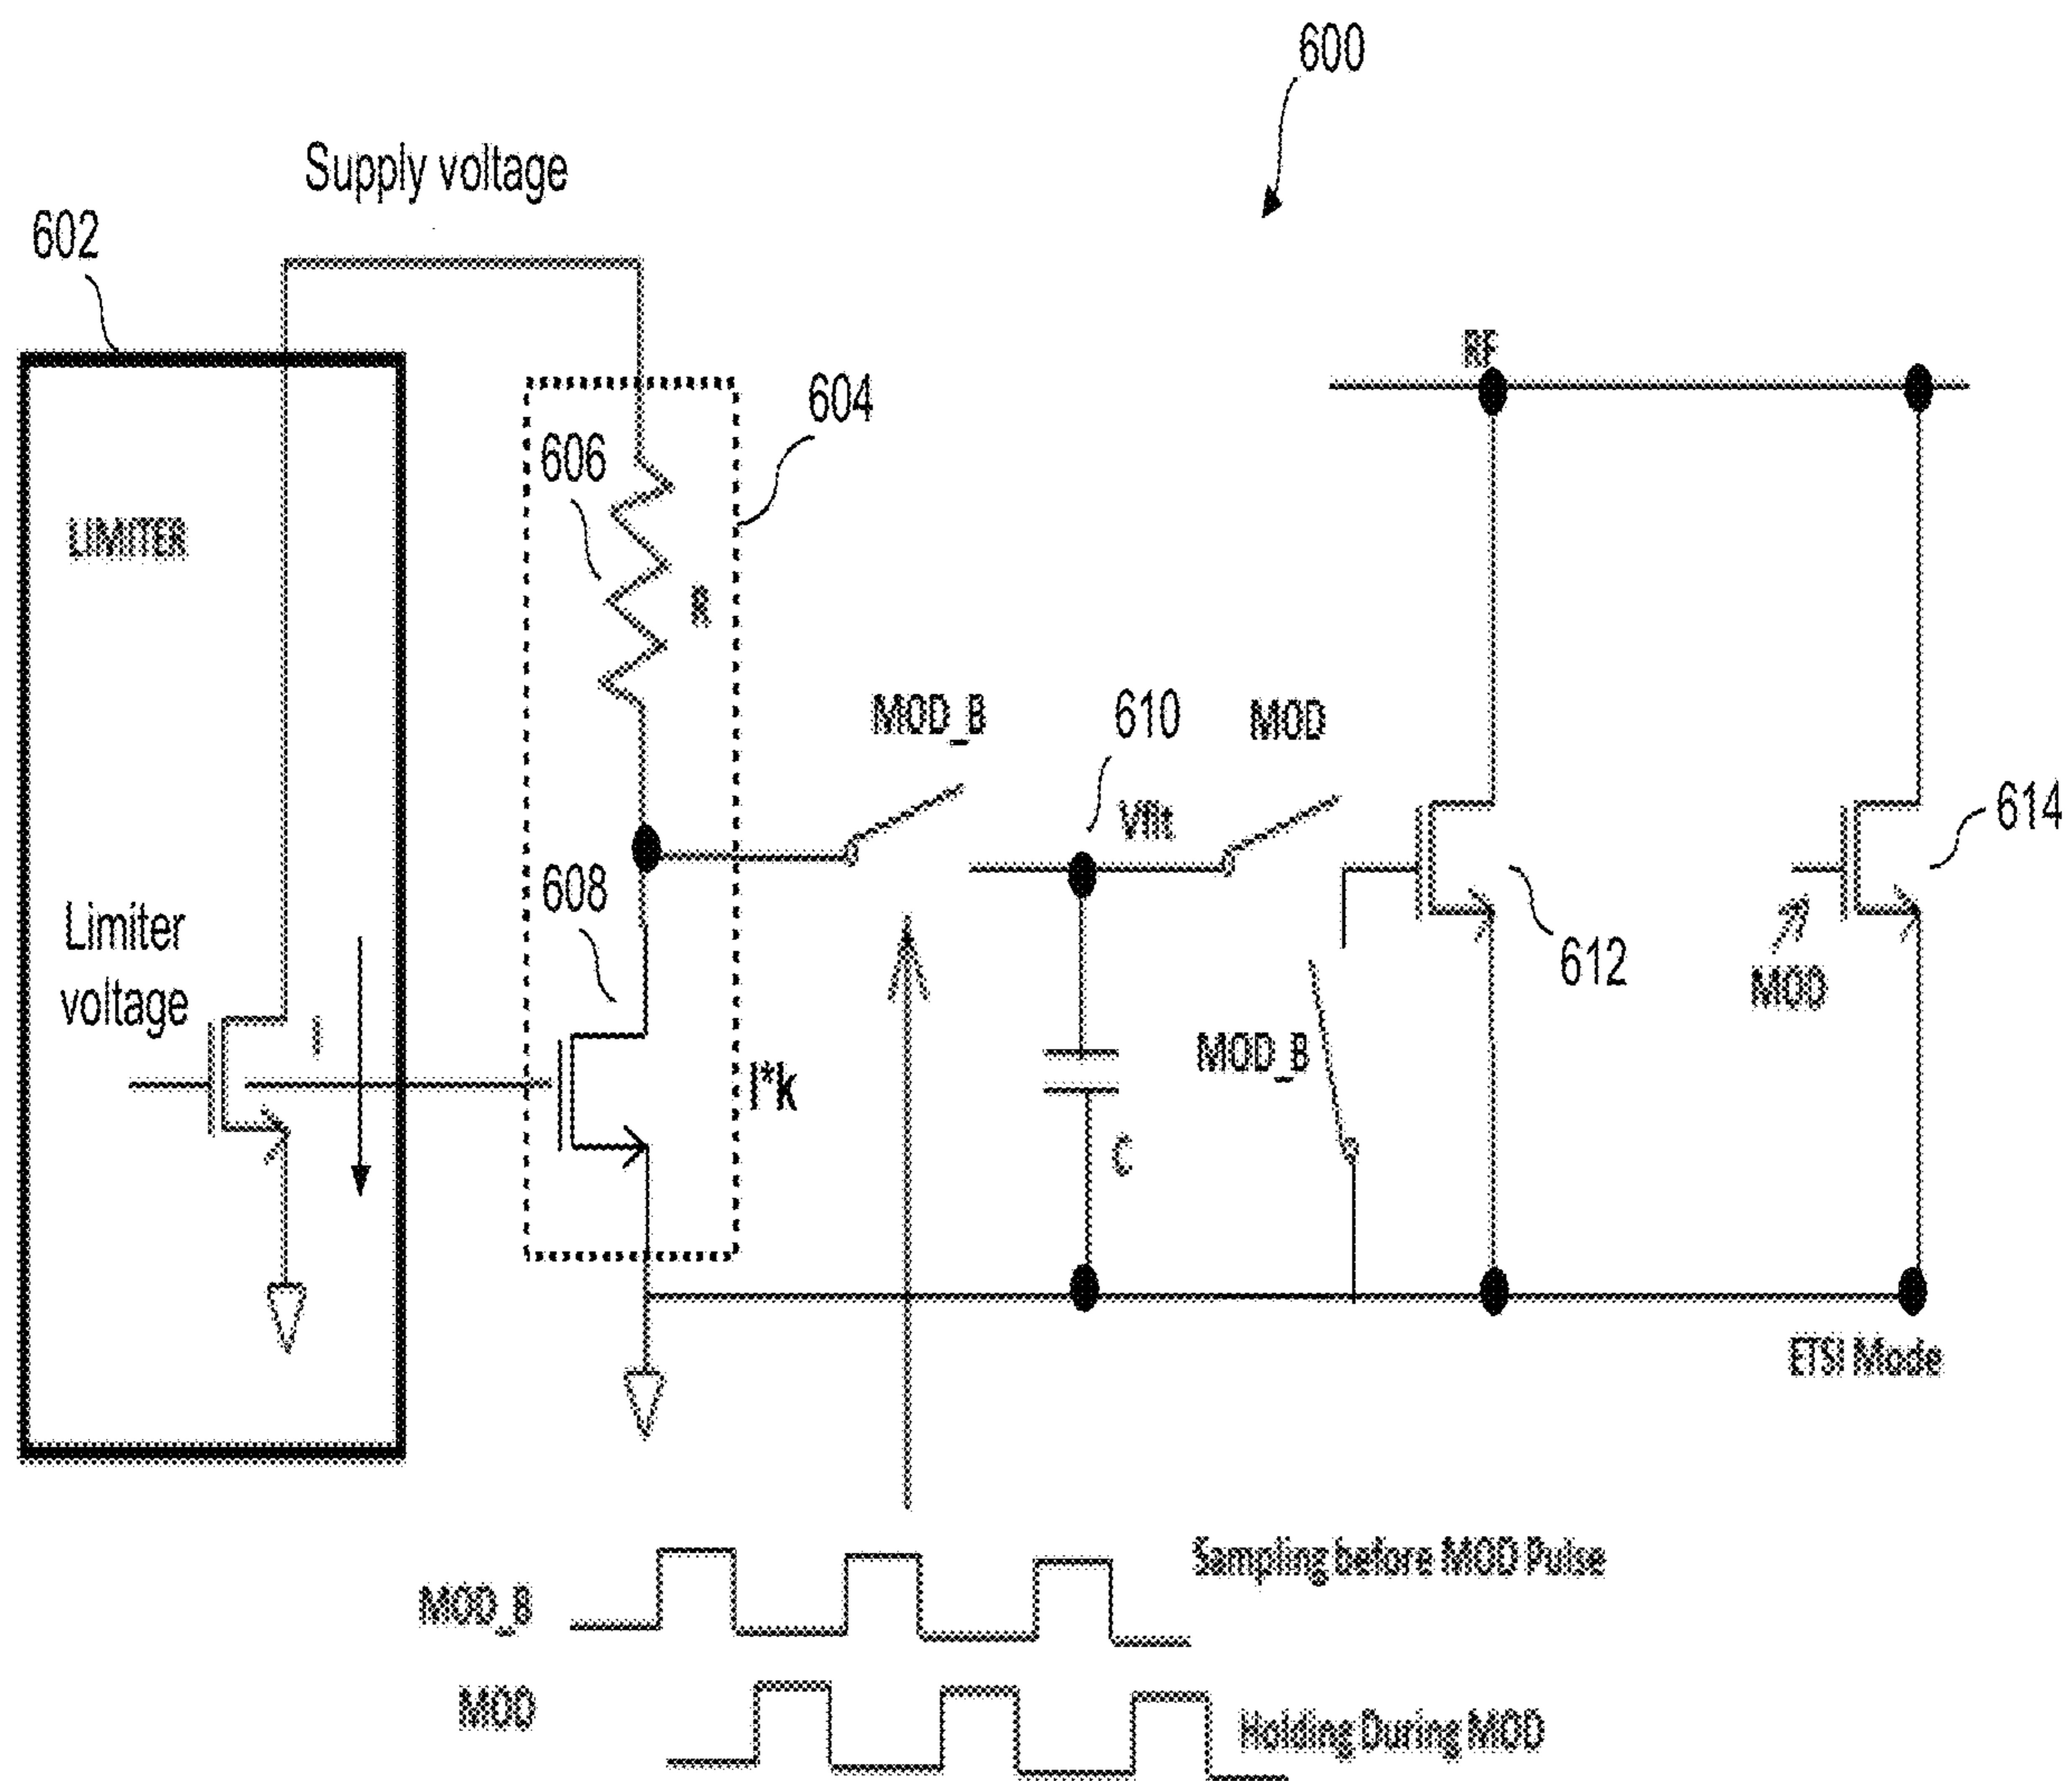 600
Supply voltage
602
RF
604
606
LIMITER
R
MOD_B
610
MOD
Vflt
614
608
Limiter
voltage
612
MOD
I
MOD_B
I*k
C
ETSI Mode
Sampling before MOD Pulse
MOD_B
MOD
Holding During MOD